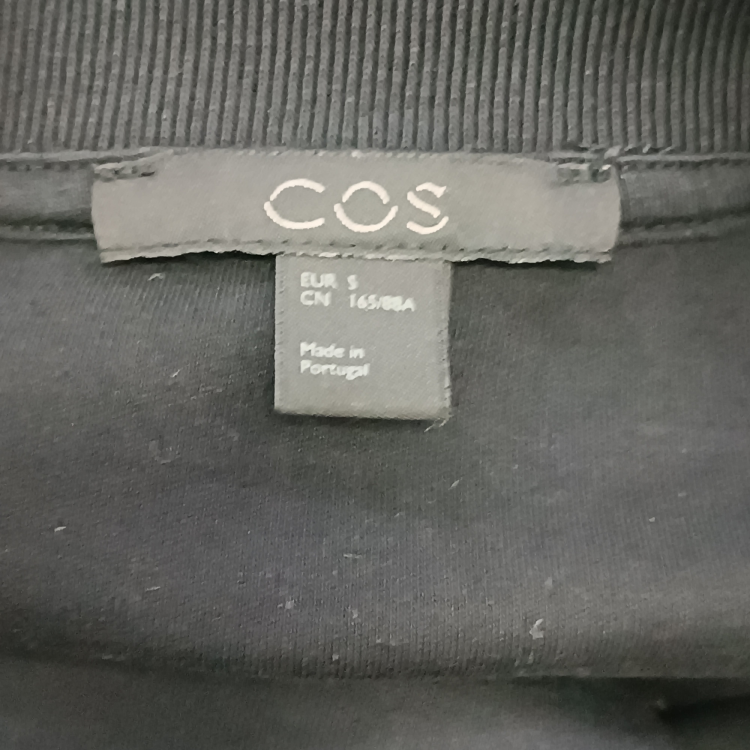 COS
EUR S
CN 165/88A
Made in
Portugal